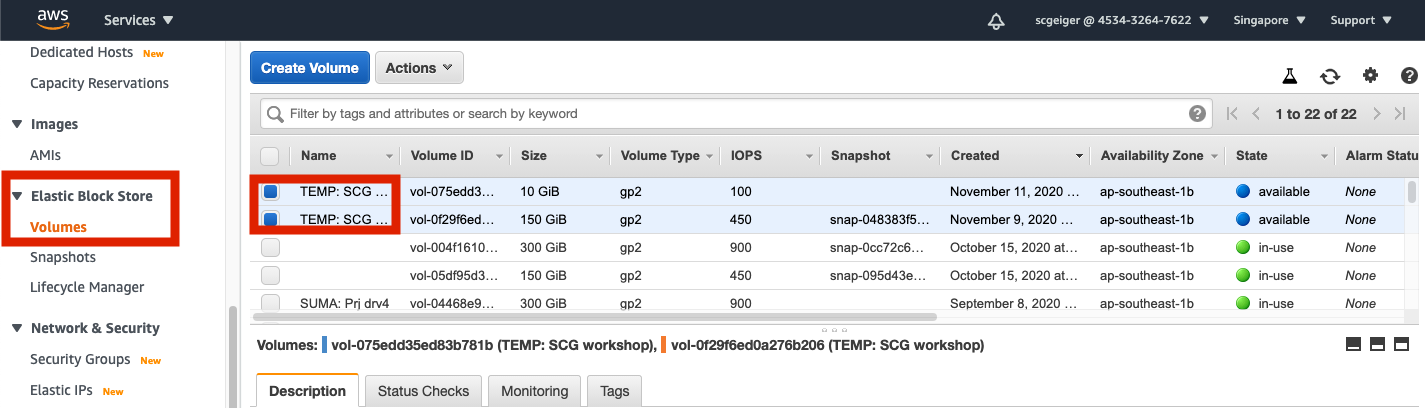 aws Services scgeiger @ 4534-3264-7622 Singapore Support
Dedicated Hosts New
Capacity Reservations
Images
AMIs
Elastic Block Store
Volumes
Snapshots
Lifecycle Manager
Network & Security
Security Groups New
Elastic IPs New
Create Volume Actions
Filter by tags and attributes or search by keyword ? 1 to 22 of 22
Name Volume ID Size Volume Type IOPS Snapshot Created Availability Zone State Alarm Statu
TEMP: SCG ... vol-075edd3... 10 GiB gp2 100 November 11, 2020 ... ap-southeast-1b available None
TEMP: SCG ... vol-0f29f6ed... 150 GiB gp2 450 snap-048383f5... November 9, 2020 ... ap-southeast-1b available None
vol-004f1610... 300 GiB gp2 900 snap-0cc72c6... October 15, 2020 at... ap-southeast-1b in-use None
vol-05df95d3... 150 GiB gp2 450 snap-095d43e... October 15, 2020 at... ap-southeast-1b in-use None
SUMA: Prj drv4 vol-04468e9... 300 GiB gp2 900 September 8, 2020 ... ap-southeast-1b in-use None
Volumes: vol-075edd35ed83b781b (TEMP: SCG workshop), vol-0f29f6ed0a276b206 (TEMP: SCG workshop)
Description Status Checks Monitoring Tags